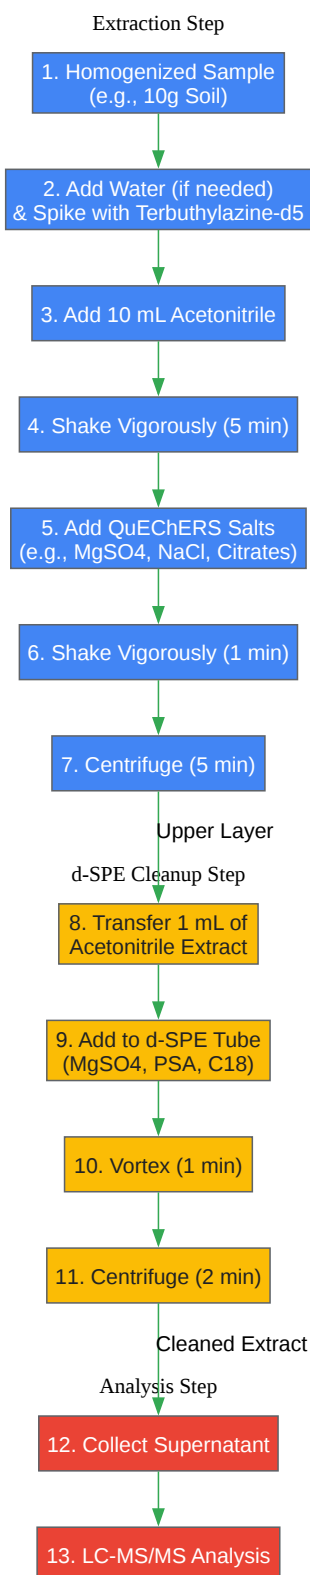 Extraction Step
1. Homogenized Sample
(e.g., 10g Soil)
2. Add Water (if needed)
& Spike with Terbuthylazine-d5
3. Add 10 mL Acetonitrile
4. Shake Vigorously (5 min)
5. Add QuEChERS Salts
(e.g., MgSO4, NaCl, Citrates)
6. Shake Vigorously (1 min)
7. Centrifuge (5 min)
Upper Layer
d-SPE Cleanup Step
8. Transfer 1 mL of
Acetonitrile Extract
9. Add to d-SPE Tube
(MgSO4, PSA, C18)
10. Vortex (1 min)
11. Centrifuge (2 min)
Cleaned Extract
Analysis Step
12. Collect Supernatant
13. LC-MS/MS Analysis